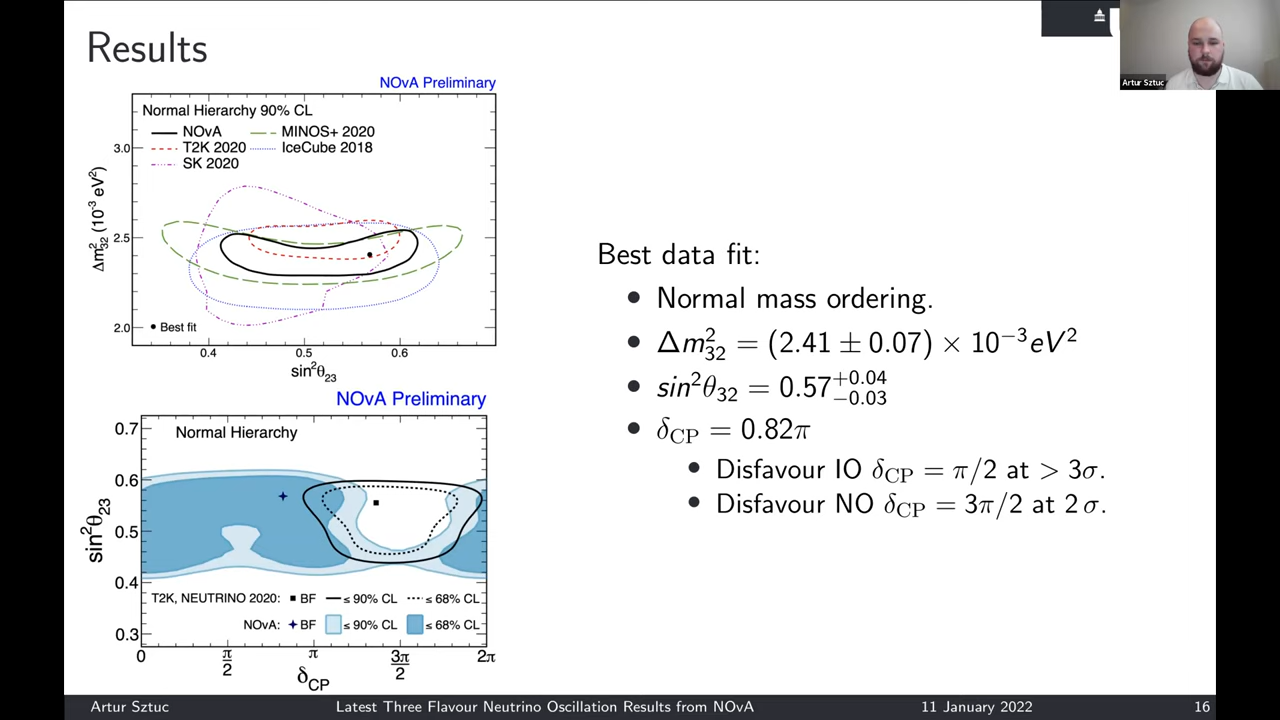 Results
Artur Sztuc
NOvA Preliminary
Normal Hierarchy 90% CL
NOvA MINOS+ 2020
T2K 2020 IceCube 2018
SK 2020
3.0
2.5
2.0
Δm²₃₂ (10⁻³ eV²)
• Best fit
0.4 0.5 0.6
sin²θ₂₃
NOvA Preliminary
Normal Hierarchy
0.7
0.6
0.5
0.4
0.3
sin²θ₂₃
T2K, NEUTRINO 2020: BF ≤ 90% CL ≤ 68% CL
NOvA: BF ≤ 90% CL ≤ 68% CL
0 π/2 π 3π/2 2π
δCP
Best data fit:
• Normal mass ordering.
• Δm²₃₂ = (2.41 ± 0.07) × 10⁻³eV²
• sin²θ₃₂ = 0.57 +0.04 −0.03
• δCP = 0.82π
• Disfavour IO δCP = π/2 at > 3σ.
• Disfavour NO δCP = 3π/2 at 2 σ.
Artur Sztuc Latest Three Flavour Neutrino Oscillation Results from NOvA 11 January 2022 16